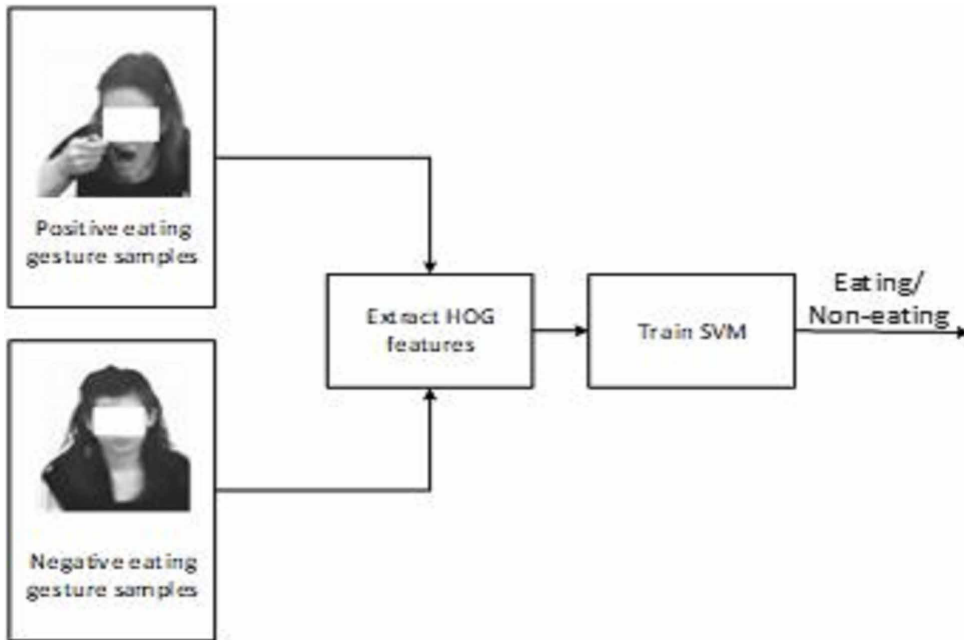 Positive eating
gesture samples
Extract HOG
features
Train SVM
Eating/
Non-eating
Negative eating
gesture samples